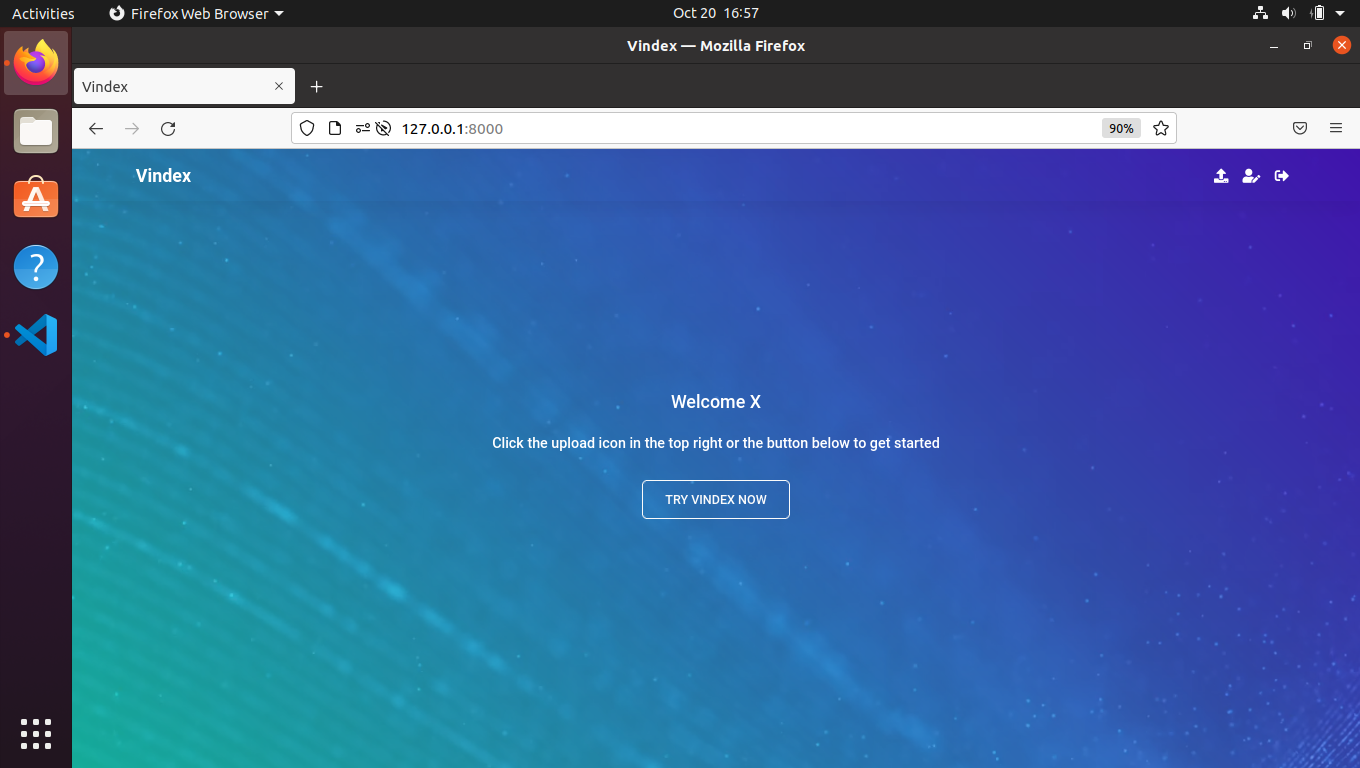 Activities Firefox Web Browser Oct 20 16:57
Vindex — Mozilla Firefox
Vindex
127.0.0.1:8000 90%
Vindex
Welcome X
Click the upload icon in the top right or the button below to get started
TRY VINDEX NOW